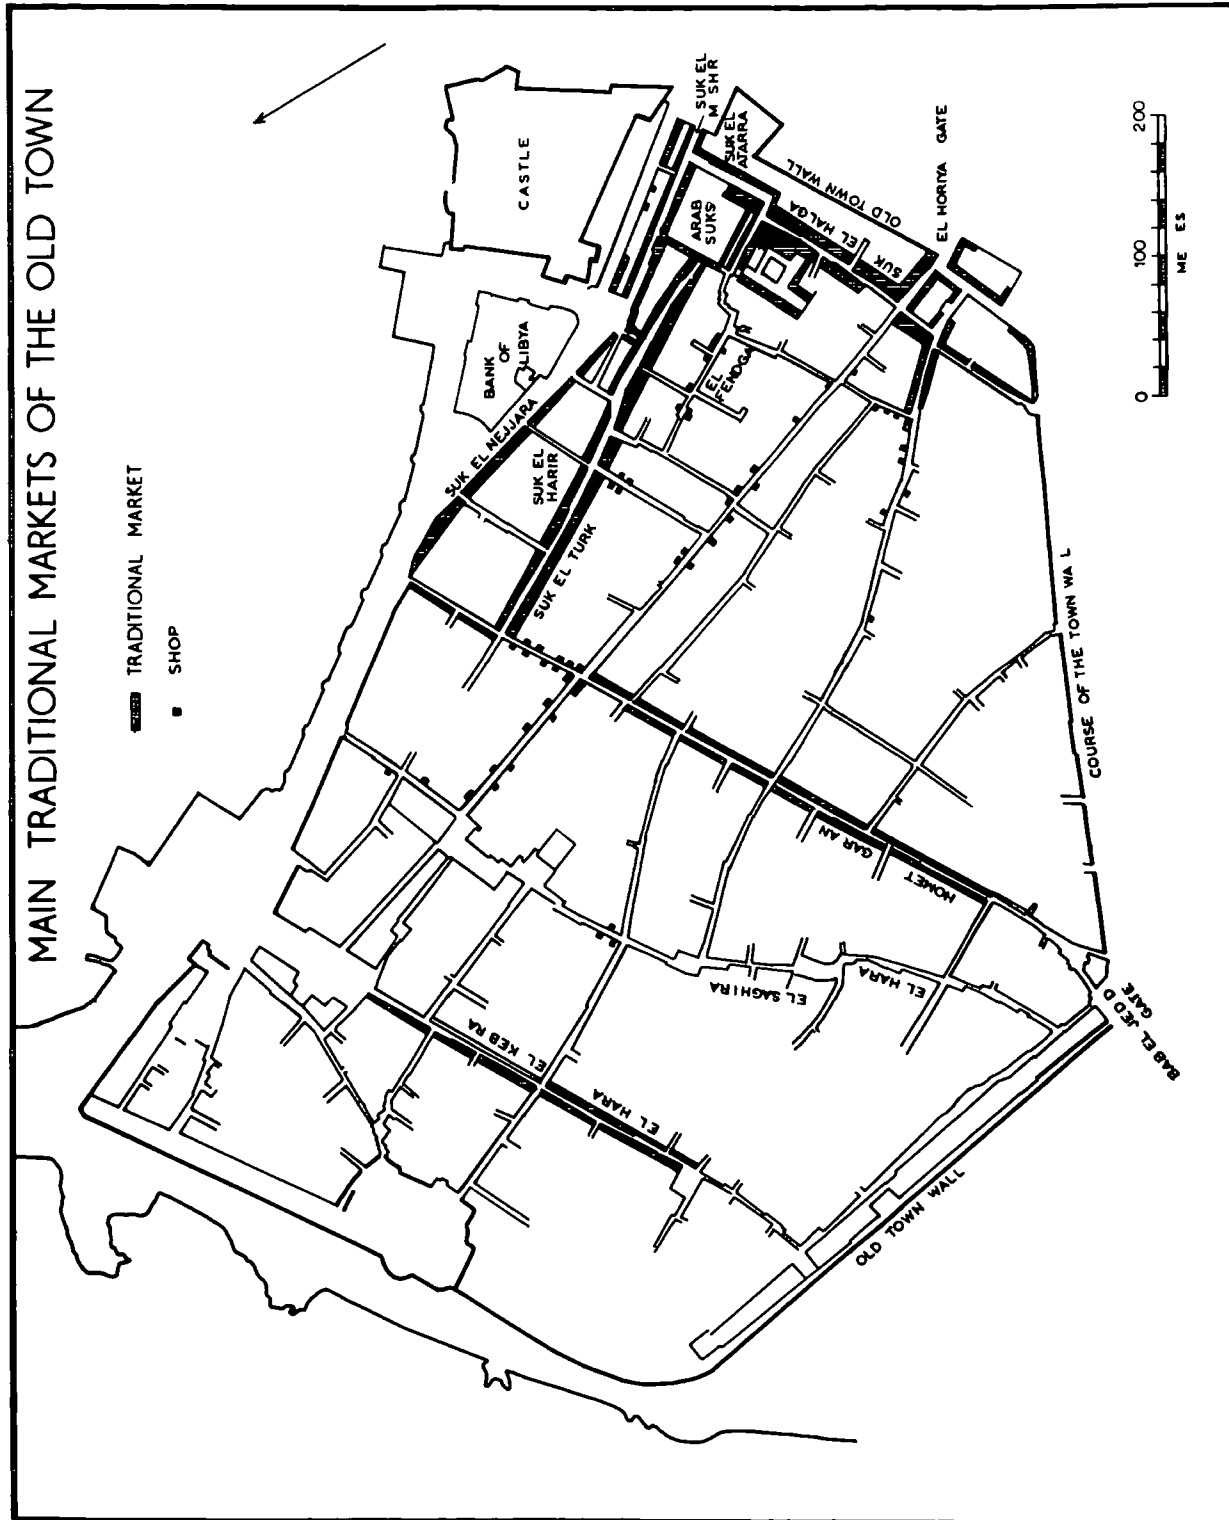 MAIN TRADITIONAL MARKETS OF THE OLD TOWN
TRADITIONAL MARKET
SHOP
CASTLE
BANK OF
LIBYA
SUK EL
M SHR
SUK EL
ATARRA
ARAB
SUKS
OLD TOWN WALL
SUK EL HALGA
EL HORIYA GATE
EL
FENDGA
SUK EL NEJJARA
SUK EL
HARIR
SUK EL TURK
HOMET GAR AN
COURSE OF THE TOWN WA L
EL HARA EL SAGHIRA
EL HARA EL KEB RA
BAB EL JED D
GATE
OLD TOWN WALL
0 100 200
ME ES